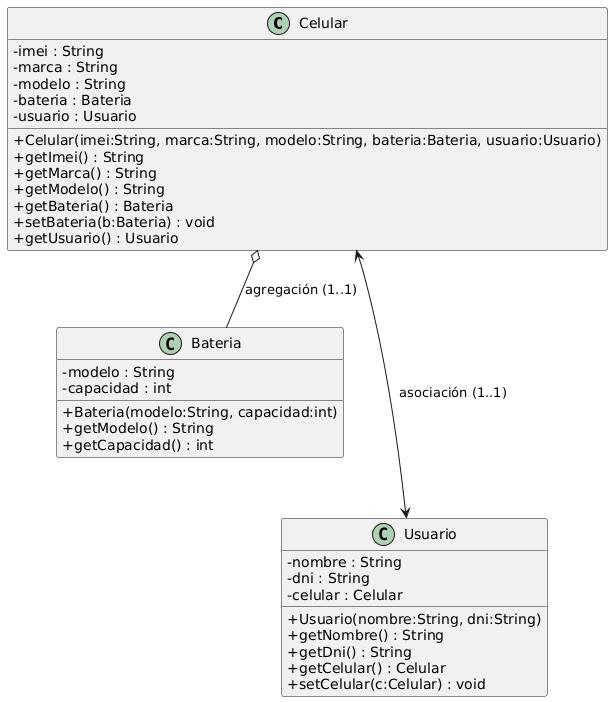 C Celular
-imei : String
-marca : String
-modelo : String
-bateria : Bateria
-usuario : Usuario
+Celular(imei:String, marca:String, modelo:String, bateria:Bateria, usuario:Usuario)
+getImei() : String
+getMarca() : String
+getModelo() : String
+getBateria() : Bateria
+setBateria(b:Bateria) : void
+getUsuario() : Usuario
agregación (1..1)
C Bateria
-modelo : String
-capacidad : int
+Bateria(modelo:String, capacidad:int)
+getModelo() : String
+getCapacidad() : int
asociación (1..1)
C Usuario
-nombre : String
-dni : String
-celular : Celular
+Usuario(nombre:String, dni:String)
+getNombre() : String
+getDni() : String
+getCelular() : Celular
+setCelular(c:Celular) : void